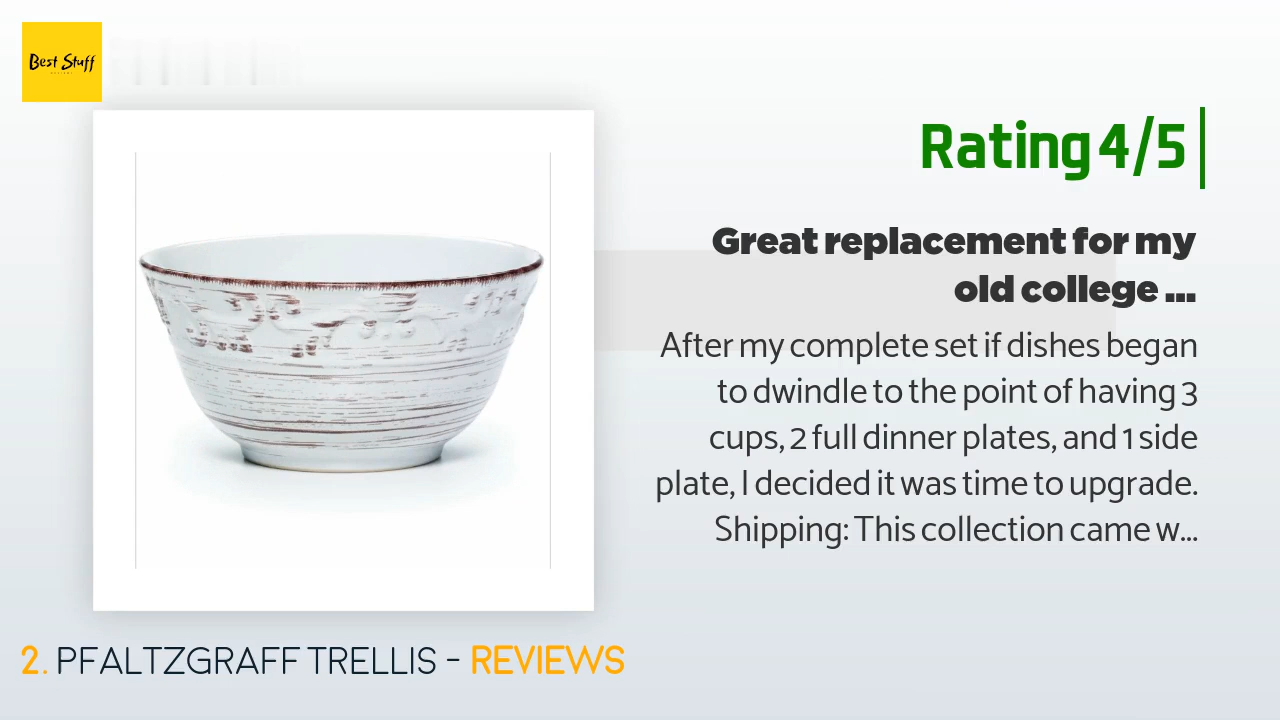 Best Stuff
Rating 4/5
Great replacement for my
old college ...
After my complete set if dishes began
to dwindle to the point of having 3
cups, 2 full dinner plates, and 1 side
plate, I decided it was time to upgrade.
Shipping: This collection came w...
2. PFALTZGRAFF TRELLIS - REVIEWS